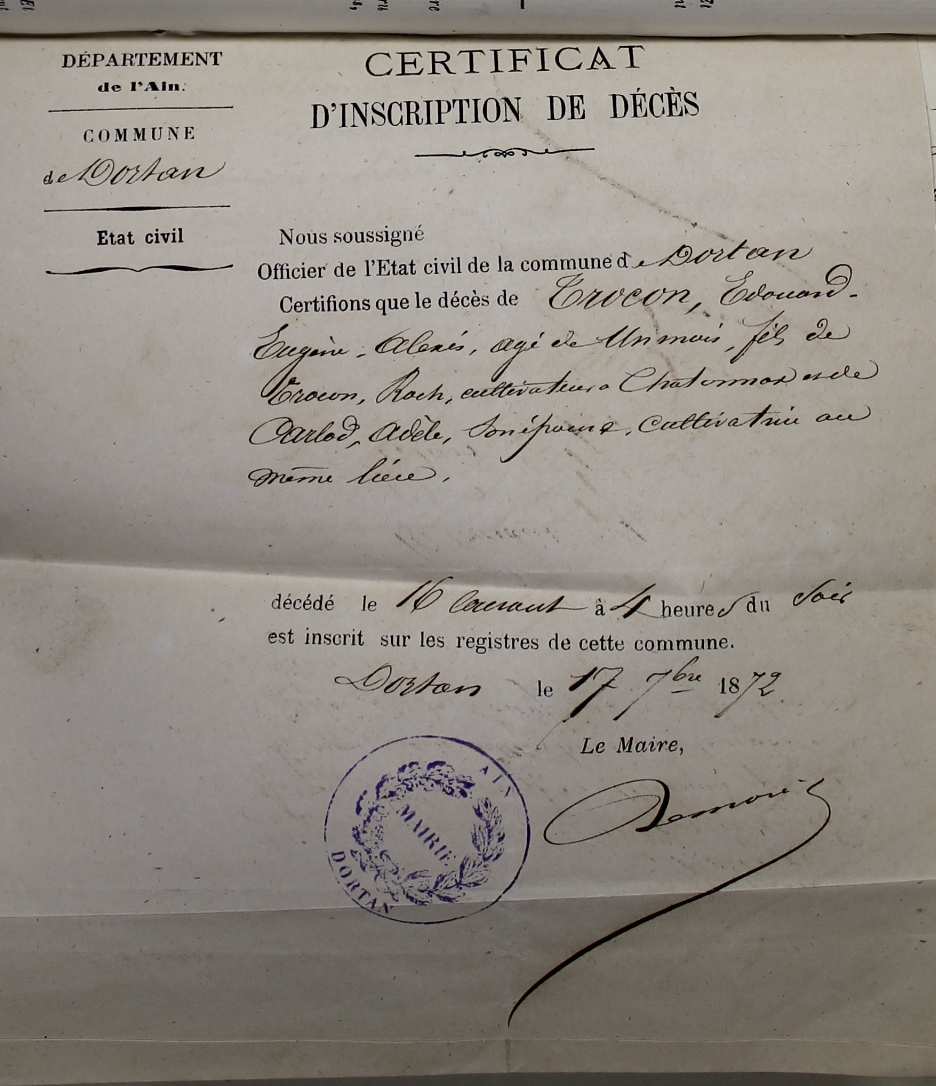 DÉPARTEMENT
de l'Ain.
COMMUNE
de Dortan
Etat civil
CERTIFICAT
D'INSCRIPTION DE DÉCÈS
Nous soussigné
Officier de l'Etat civil de la commune de Dortan
Certifions que le décès de Trocon, Edouard-
Eugène-Alexis, agé de Un mois, fils de
Trocon, Roch, cultivateur a Chatonnax et de
Carlod, Adèle, son épouse, cultivatrice au
même lieu.
décédé le 16 courant à 4 heures du soir
est inscrit sur les registres de cette commune.
Dortan le 17 7bre 1872
Le Maire,
AIN
MAIRIE
DORTAN